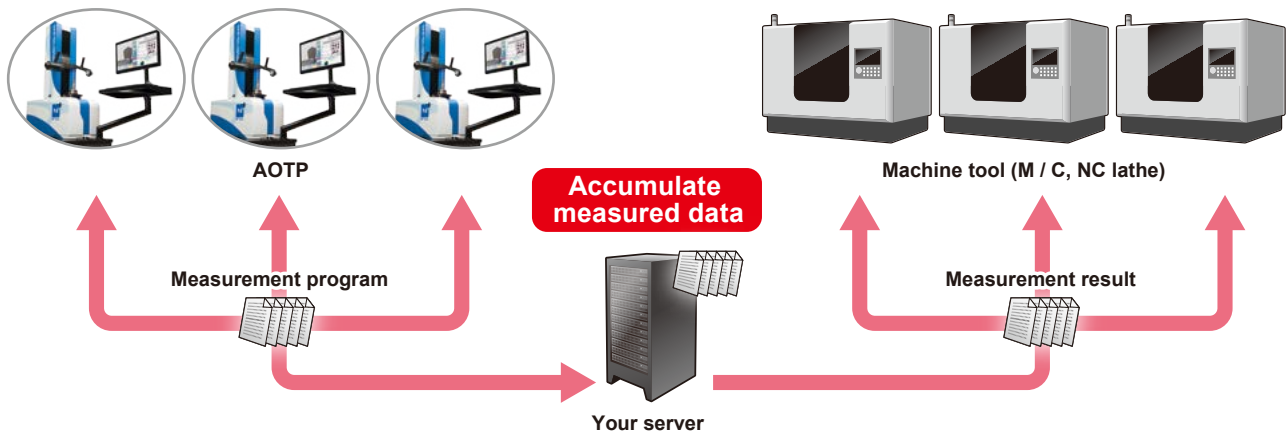 AOTP
Machine tool (M / C, NC lathe)
Accumulate
measured data
Measurement program
Measurement result
Your server